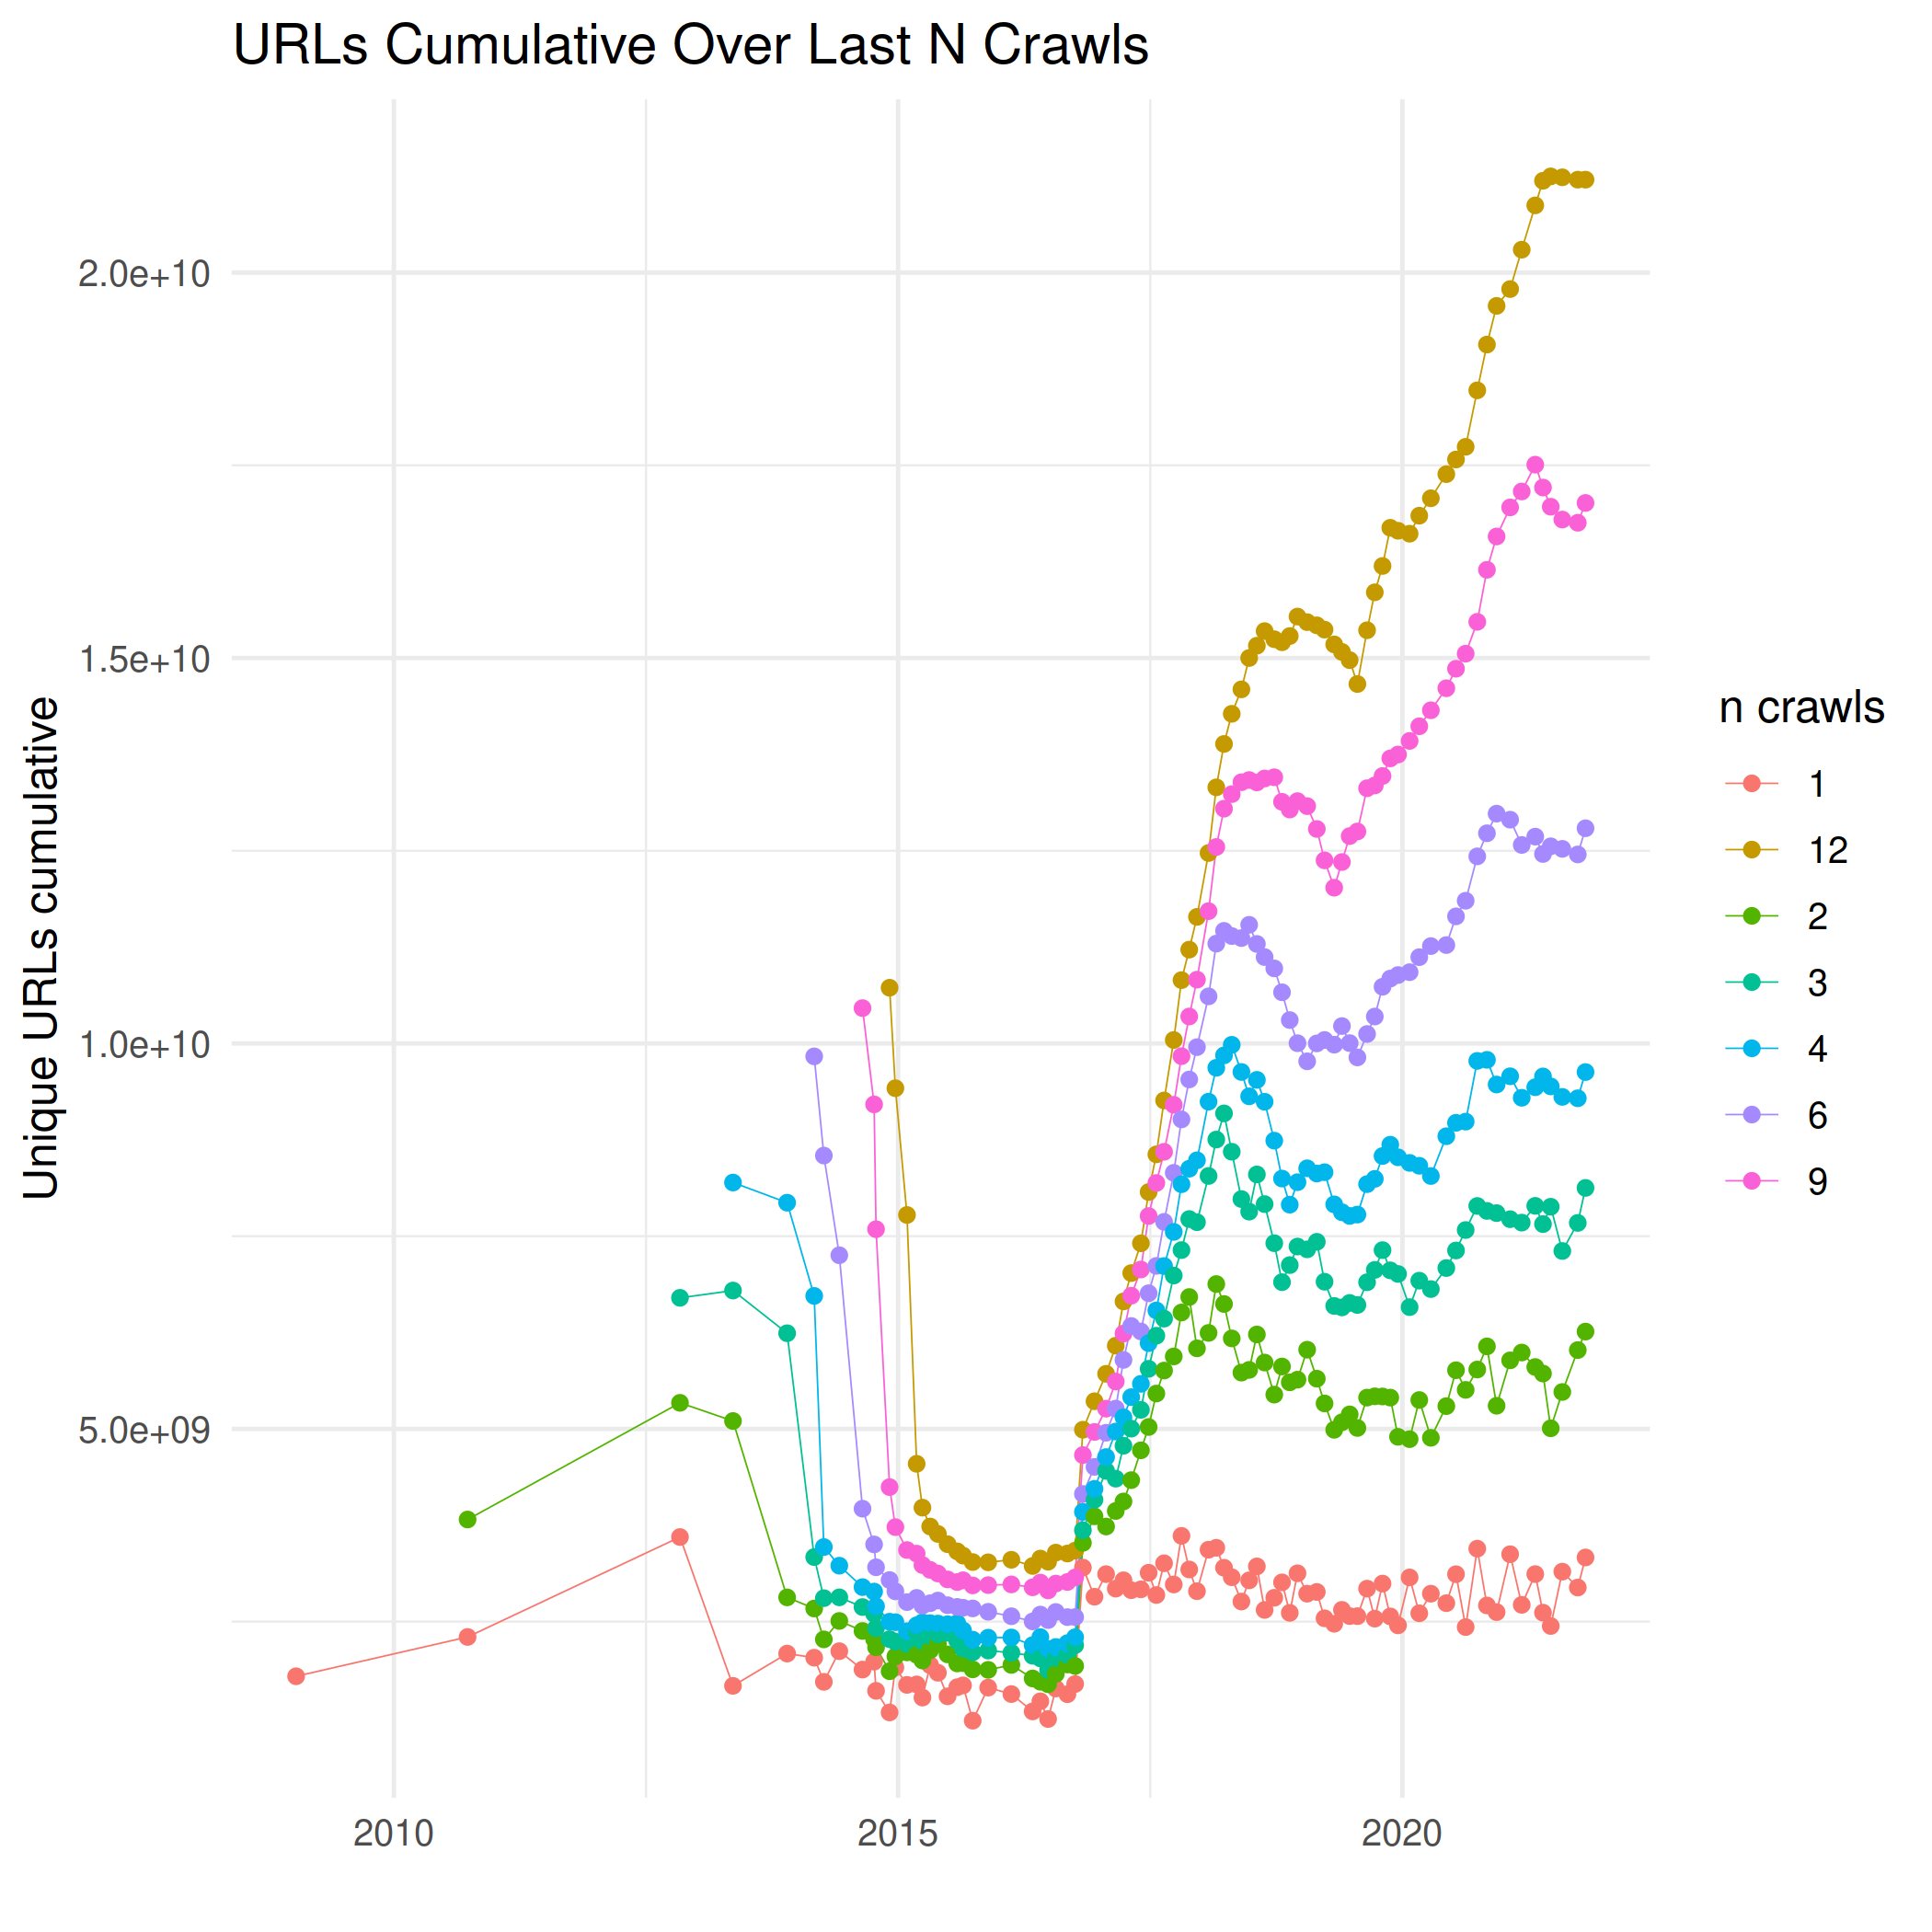 URLs Cumulative Over Last N Crawls
Unique URLs cumulative
2.0e+10
1.5e+10
1.0e+10
5.0e+09
2010
2015
2020
n crawls
1
12
2
3
4
6
9